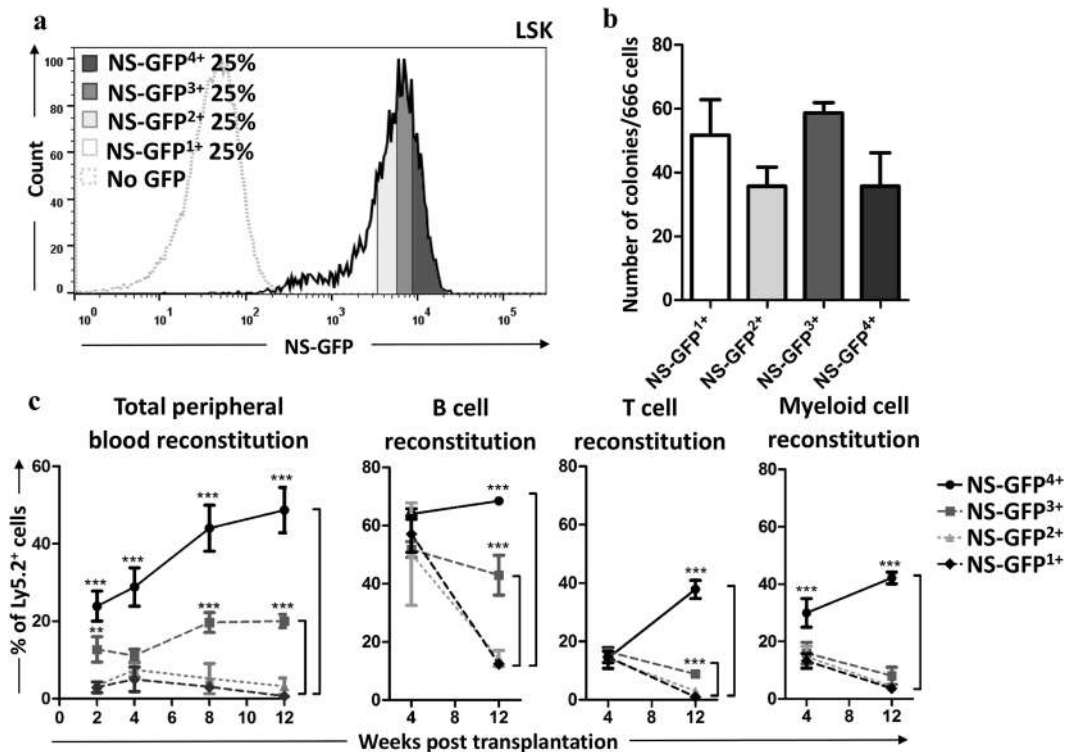 a
LSK
NS-GFP4+ 25%
NS-GFP3+ 25%
NS-GFP2+ 25%
NS-GFP1+ 25%
No GFP
Count
100
80
60
40
20
0
10^0 10^1 10^2 10^3 10^4 10^5
NS-GFP
b
Number of colonies/666 cells
80
60
40
20
0
NS-GFP1+ NS-GFP2+ NS-GFP3+ NS-GFP4+
c
Total peripheral
blood reconstitution
% of Ly5.2+ cells
60
40
20
0
0 2 4 6 8 10 12
*** *** *** ***
** *** ***
B cell
reconstitution
80
60
40
20
0
4 12
***
***
T cell
reconstitution
80
60
40
20
0
4 12
***
***
Myeloid cell
reconstitution
80
60
40
20
0
4 12
*** ***
NS-GFP4+
NS-GFP3+
NS-GFP2+
NS-GFP1+
Weeks post transplantation